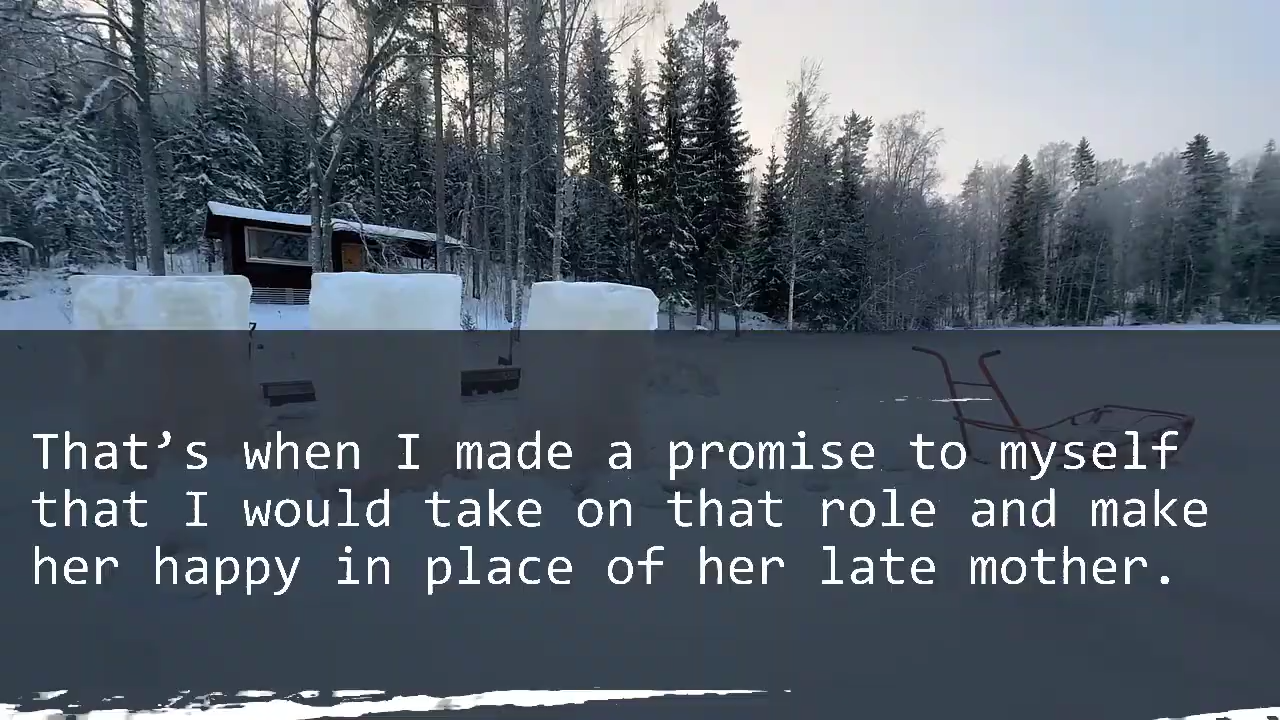 That’s when I made a promise to myself
that I would take on that role and make
her happy in place of her late mother.